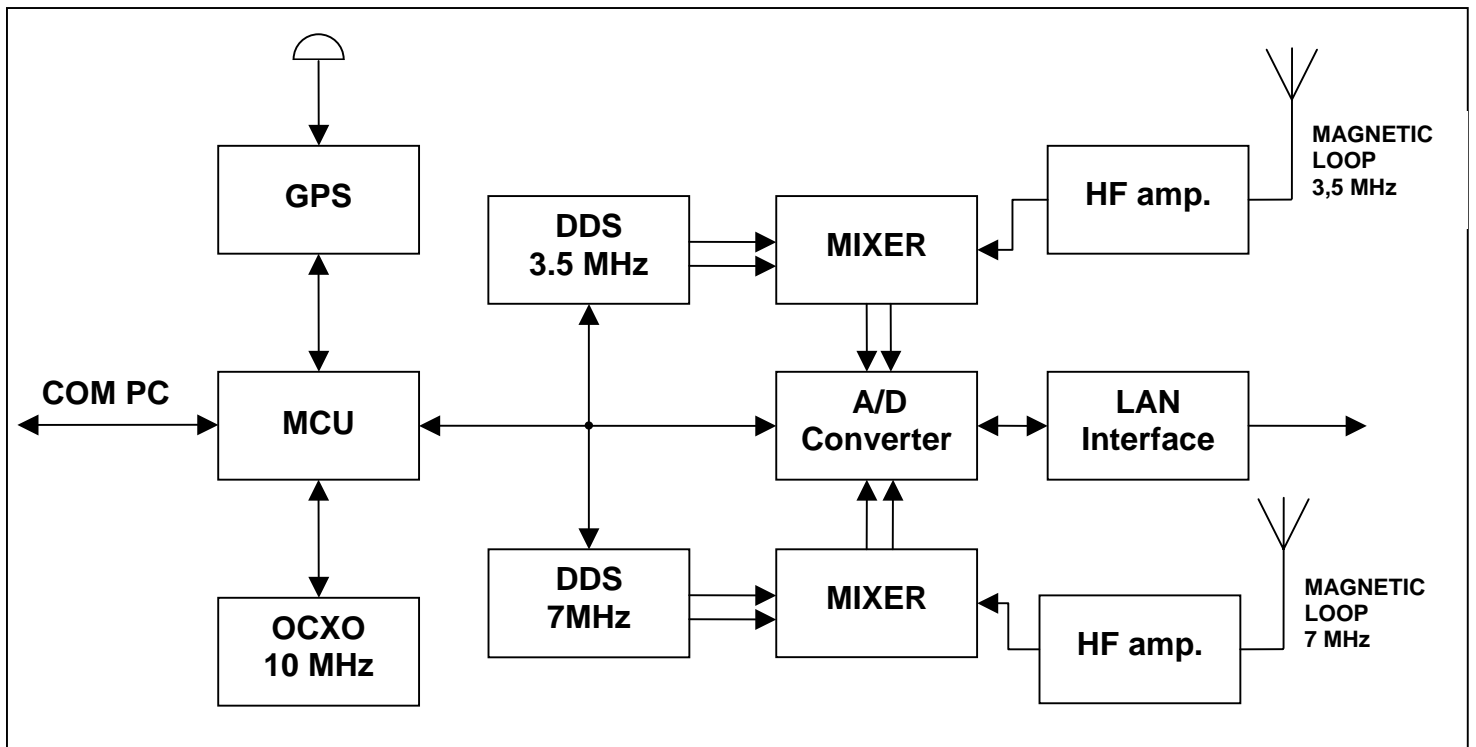 GPS
COM PC
MCU
OCXO
10 MHz
DDS
3.5 MHz
DDS
7MHz
MIXER
A/D
Converter
MIXER
HF amp.
MAGNETIC
LOOP
3,5 MHz
LAN
Interface
HF amp.
MAGNETIC
LOOP
7 MHz